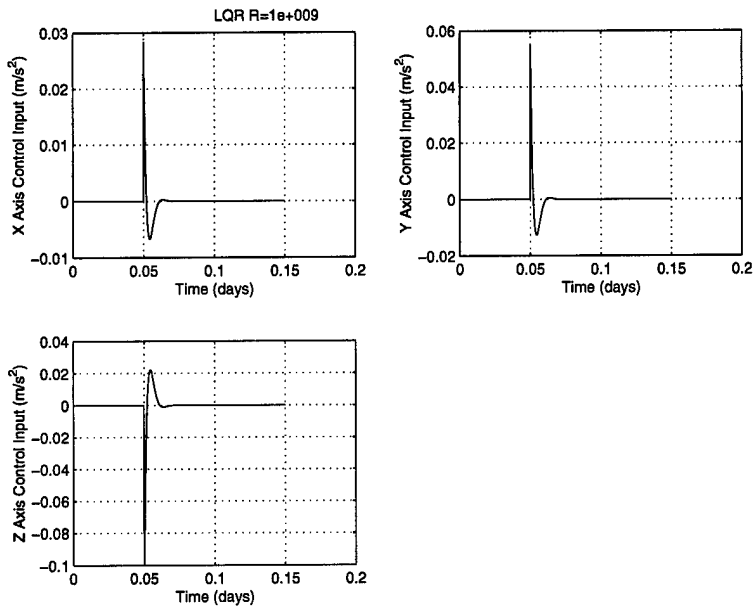 LQR R=1e+009
X Axis Control Input (m/s²)
0.03
0.02
0.01
0
−0.01
0 0.05 0.1 0.15 0.2
Time (days)
Y Axis Control Input (m/s²)
0.06
0.04
0.02
0
−0.02
0 0.05 0.1 0.15 0.2
Time (days)
Z Axis Control Input (m/s²)
0.04
0.02
0
−0.02
−0.04
−0.06
−0.08
−0.1
0 0.05 0.1 0.15 0.2
Time (days)